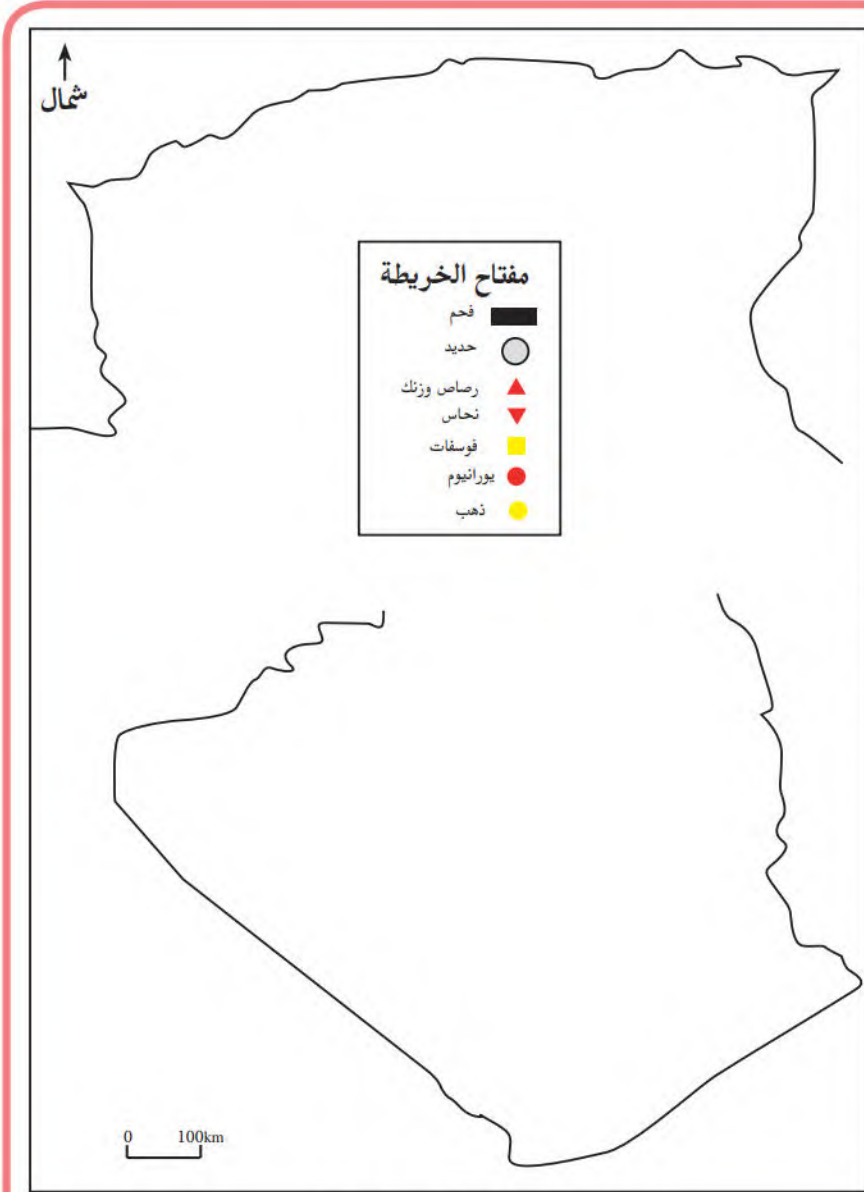 شمال
مفتاح الخريطة
فحم
حديد
رصاص وزنك
نحاس
فوسفات
يورانيوم
ذهب
0 100km